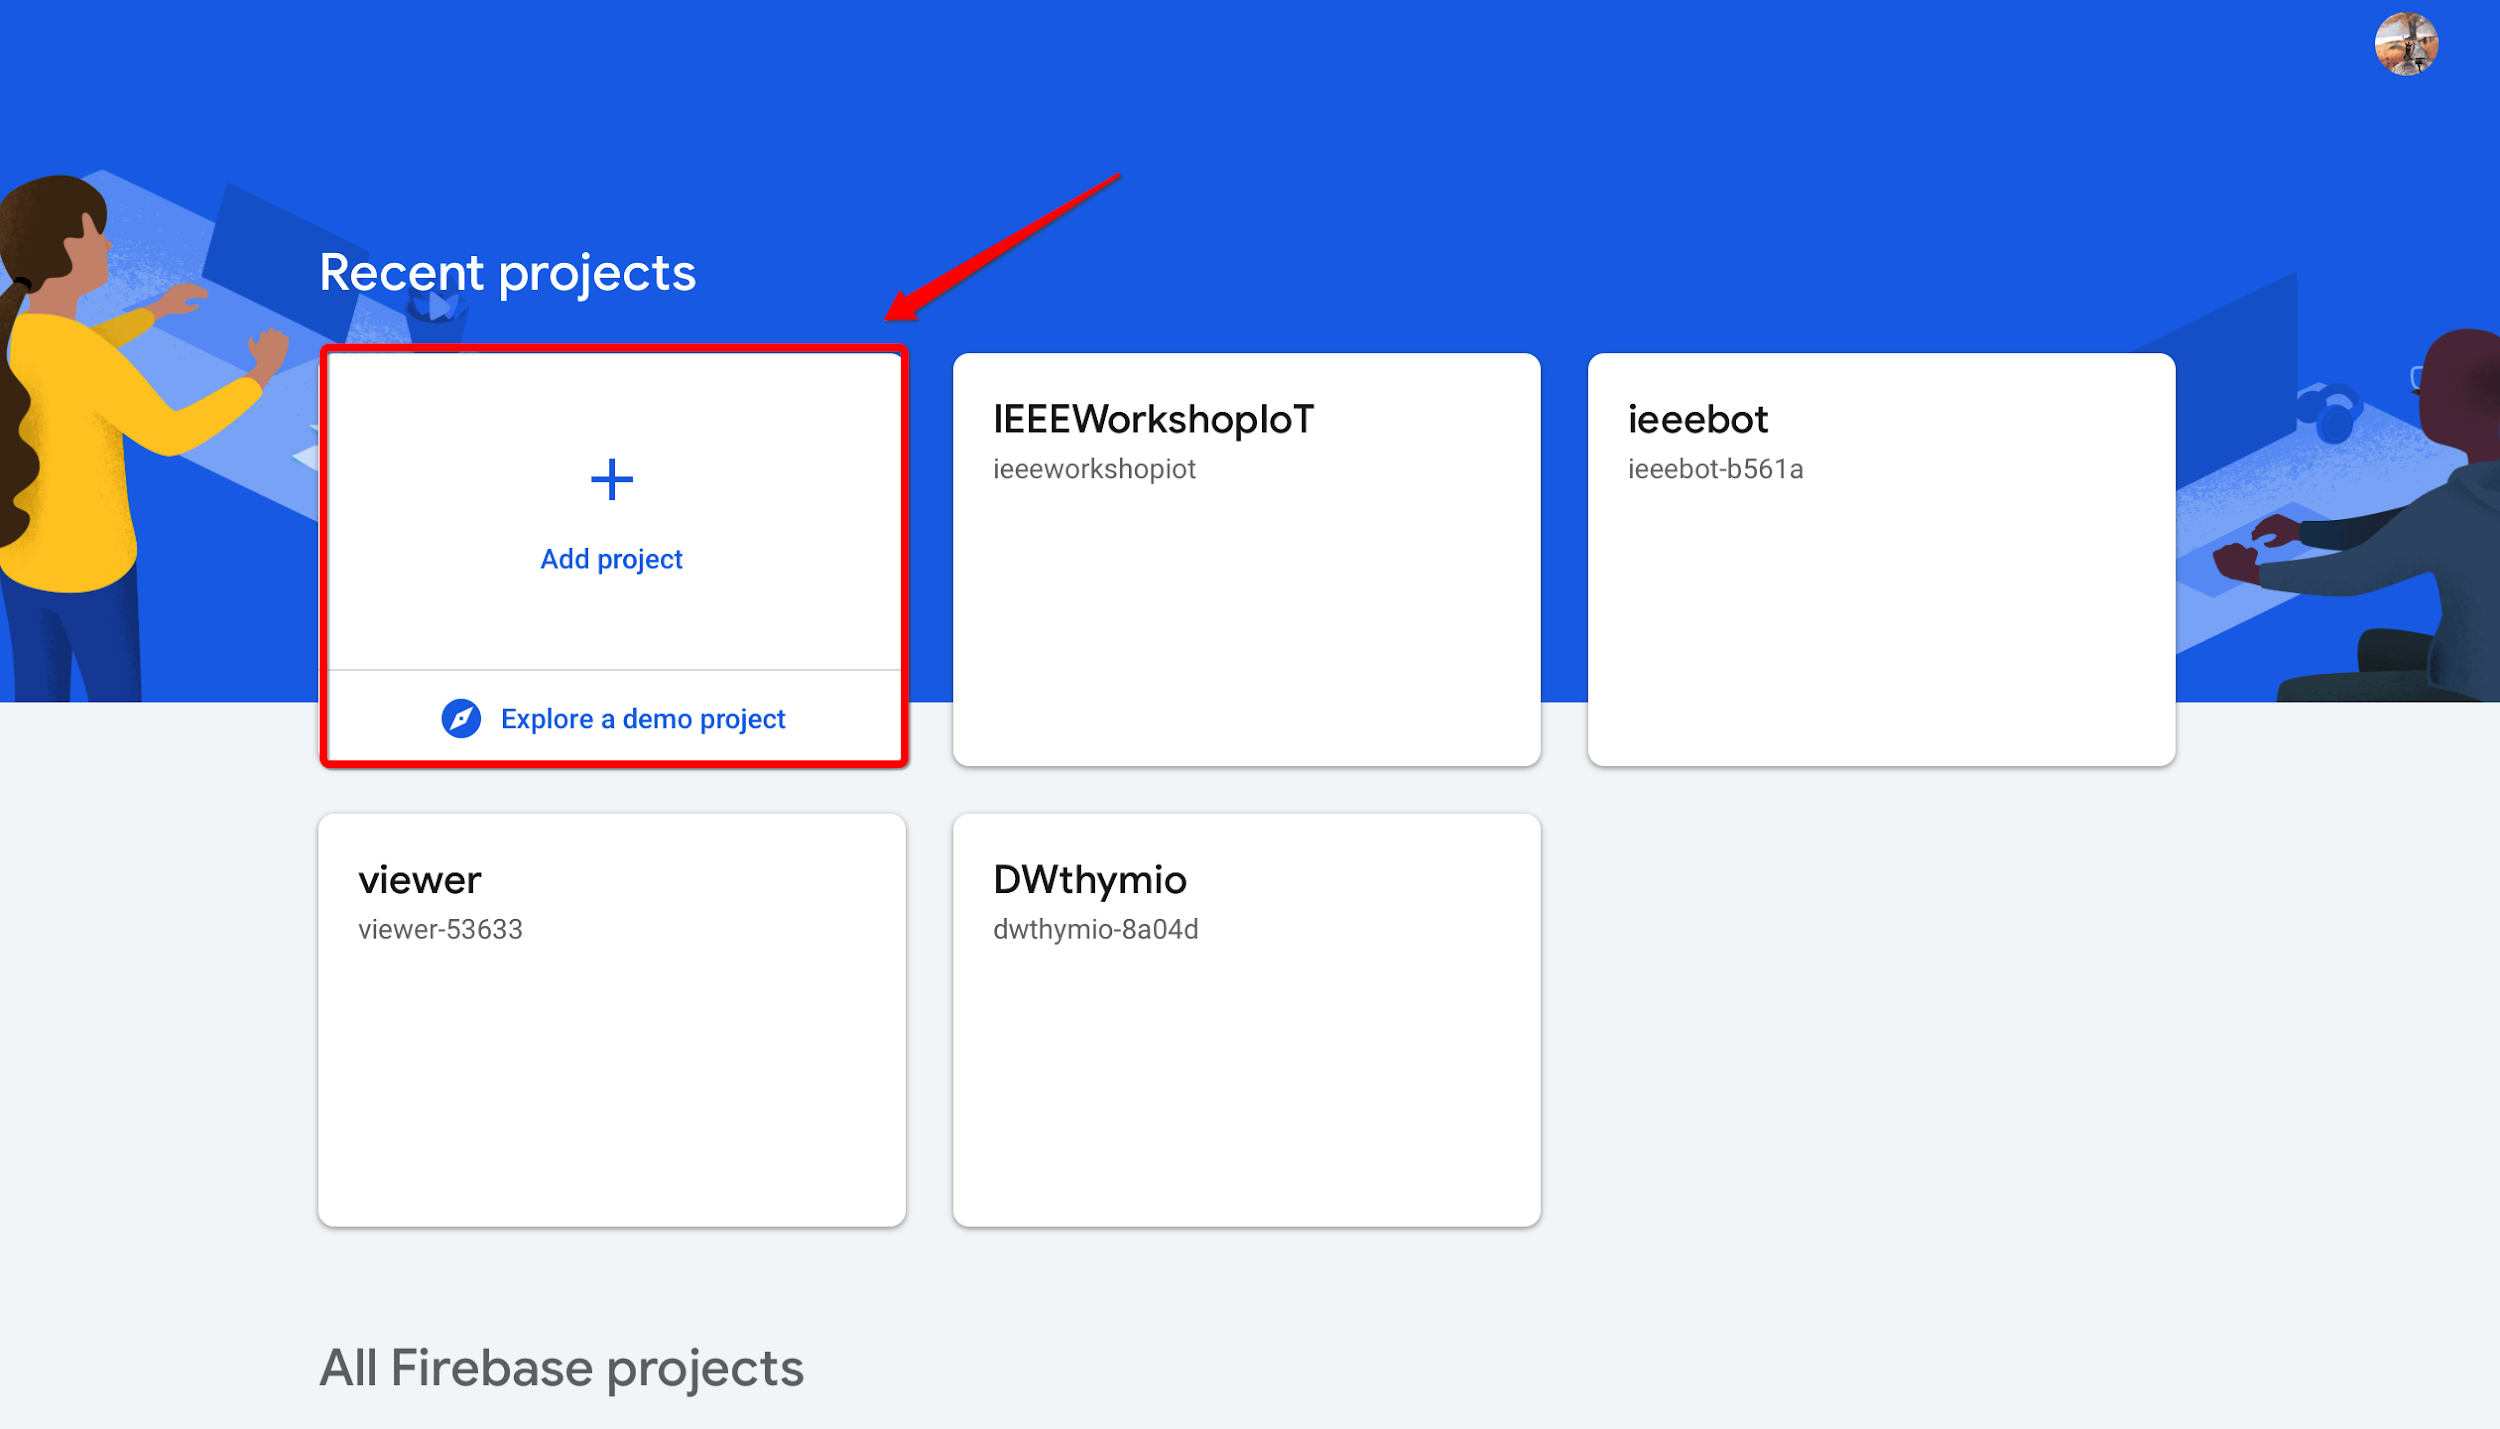 Recent projects
Add project
Explore a demo project
IEEEWorkshopIoT
ieeeworkshopiot
ieeebot
ieeebot-b561a
viewer
viewer-53633
DWthymio
dwthymio-8a04d
All Firebase projects